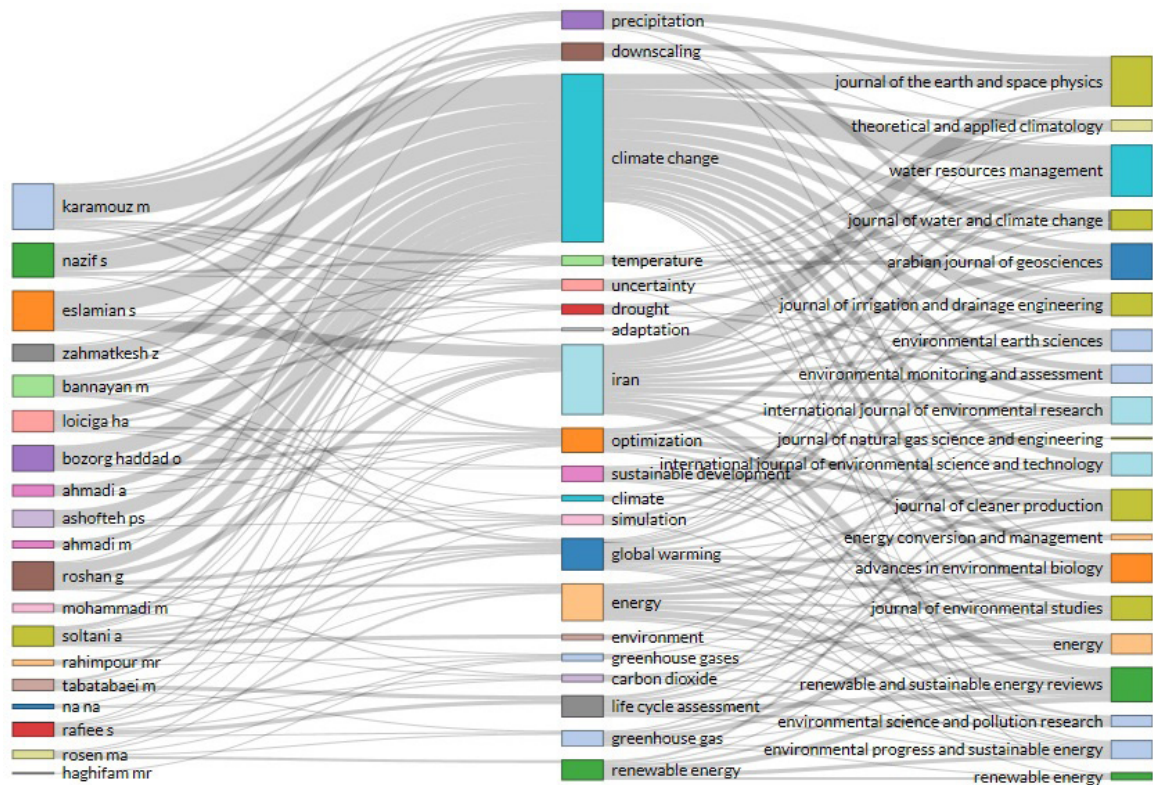 karamouz m
nazif s
eslamian s
zahmatkesh z
bannayan m
loiciga ha
bozorg haddad o
ahmadi a
ashofteh ps
ahmadi m
roshan g
mohammadi m
soltani a
rahimpour mr
tabatabaei m
na na
rafiee s
rosen ma
haghifam mr
precipitation
downscaling
climate change
temperature
uncertainty
drought
adaptation
iran
optimization
sustainable development
climate
simulation
global warming
energy
environment
greenhouse gases
carbon dioxide
life cycle assessment
greenhouse gas
renewable energy
journal of the earth and space physics
theoretical and applied climatology
water resources management
journal of water and climate change
arabian journal of geosciences
journal of irrigation and drainage engineering
environmental earth sciences
environmental monitoring and assessment
international journal of environmental research
journal of natural gas science and engineering
international journal of environmental science and technology
journal of cleaner production
energy conversion and management
advances in environmental biology
journal of environmental studies
energy
renewable and sustainable energy reviews
environmental science and pollution research
environmental progress and sustainable energy
renewable energy